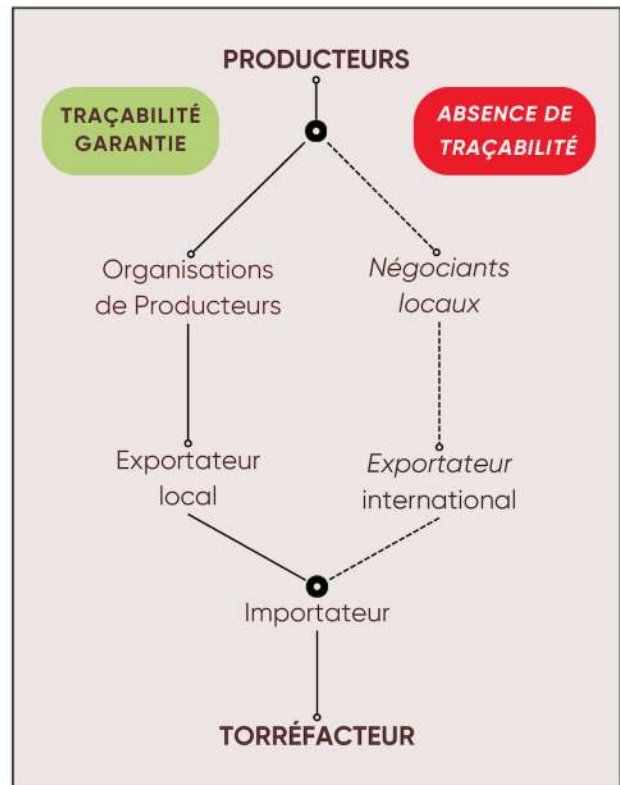 PRODUCTEURS
TRAÇABILITÉ
GARANTIE
ABSENCE DE
TRAÇABILITÉ
Organisations
de Producteurs
Négociants
locaux
Exportateur
local
Exportateur
international
Importateur
TORRÉFACTEUR